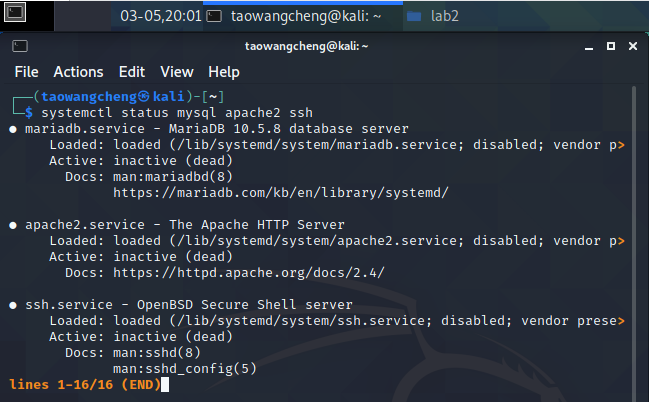 03-05,20:01 taowangcheng@kali: ~ lab2
taowangcheng@kali: ~
File Actions Edit View Help
┌──(taowangcheng㉿kali)-[~]
└─$ systemctl status mysql apache2 ssh
● mariadb.service - MariaDB 10.5.8 database server
     Loaded: loaded (/lib/systemd/system/mariadb.service; disabled; vendor p>
     Active: inactive (dead)
       Docs: man:mariadbd(8)
             https://mariadb.com/kb/en/library/systemd/
● apache2.service - The Apache HTTP Server
     Loaded: loaded (/lib/systemd/system/apache2.service; disabled; vendor p>
     Active: inactive (dead)
       Docs: https://httpd.apache.org/docs/2.4/
● ssh.service - OpenBSD Secure Shell server
     Loaded: loaded (/lib/systemd/system/ssh.service; disabled; vendor prese>
     Active: inactive (dead)
       Docs: man:sshd(8)
             man:sshd_config(5)
lines 1-16/16 (END)